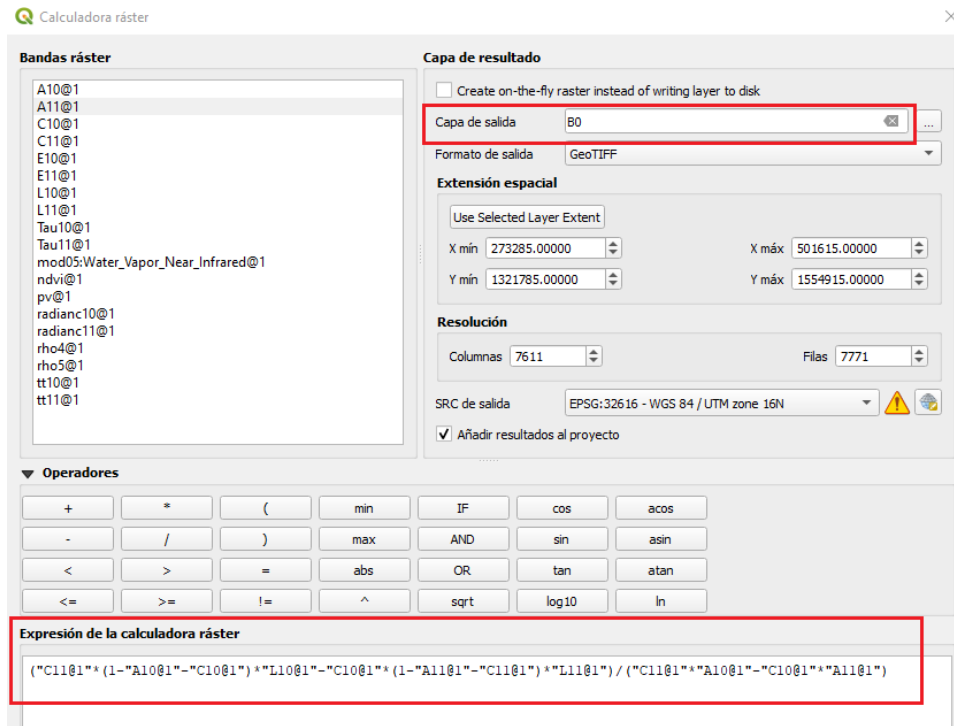 Calculadora ráster
Bandas ráster
A10@1
A11@1
C10@1
C11@1
E10@1
E11@1
L10@1
L11@1
Tau10@1
Tau11@1
mod05:Water_Vapor_Near_Infrared@1
ndvi@1
pv@1
radianc10@1
radianc11@1
rho4@1
rho5@1
tt10@1
tt11@1
Capa de resultado
Create on-the-fly raster instead of writing layer to disk
Capa de salida B0 ...
Formato de salida GeoTIFF
Extensión espacial
Use Selected Layer Extent
X mín 273285.00000 X máx 501615.00000
Y mín 1321785.00000 Y máx 1554915.00000
Resolución
Columnas 7611 Filas 7771
SRC de salida EPSG:32616 - WGS 84 / UTM zone 16N
Añadir resultados al proyecto
Operadores
+ * ( min IF cos acos
- / ) max AND sin asin
< > = abs OR tan atan
<= >= != ^ sqrt log10 ln
Expresión de la calculadora ráster
("C11@1"*(1-"A10@1"-"C10@1")*"L10@1"-"C10@1"*(1-"A11@1"-"C11@1")*"L11@1")/("C11@1"*"A10@1"-"C10@1"*"A11@1")